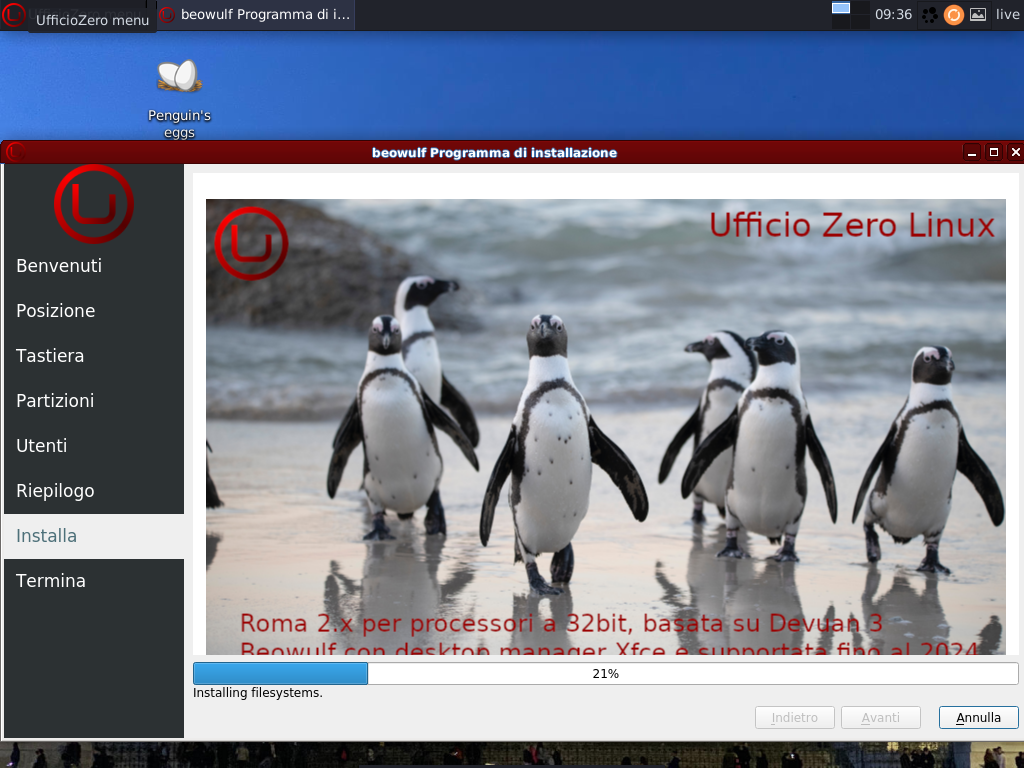 UfficioZero menu
beowulf Programma di i...
09:36
live
Penguin's
eggs
beowulf Programma di installazione
Benvenuti
Posizione
Tastiera
Partizioni
Utenti
Riepilogo
Installa
Termina
Ufficio Zero Linux
Roma 2.x per processori a 32bit, basata su Devuan 3
Beowulf con desktop manager Xfce e supportata fino al 2024
21%
Installing filesystems.
Indietro
Avanti
Annulla